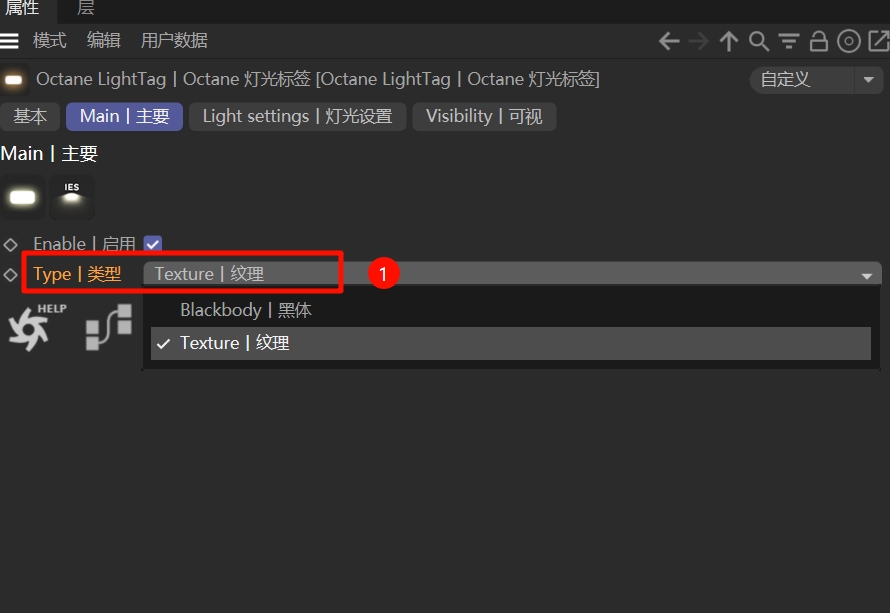 属性 层
模式 编辑 用户数据
Octane LightTag | Octane 灯光标签 [Octane LightTag | Octane 灯光标签] 自定义
基本 Main | 主要 Light settings | 灯光设置 Visibility | 可视
Main | 主要
IES
Enable | 启用
Type | 类型 Texture | 纹理 1
HELP Blackbody | 黑体
Texture | 纹理